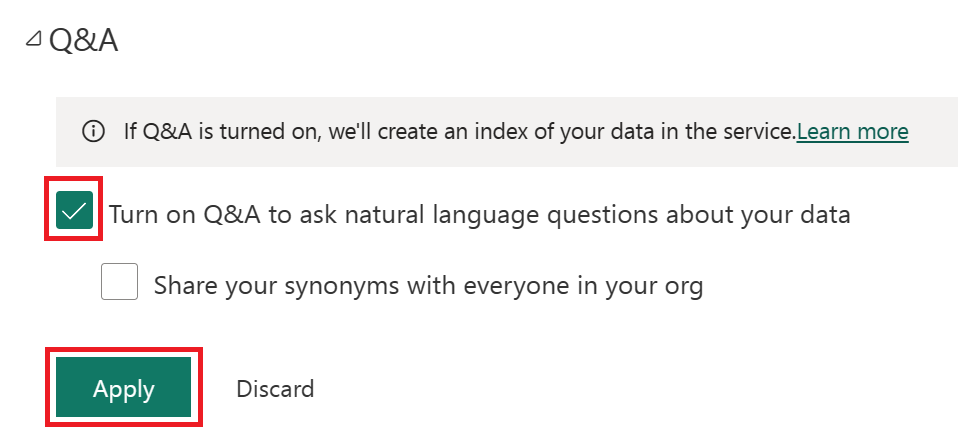 Q&A
If Q&A is turned on, we'll create an index of your data in the service.Learn more
Turn on Q&A to ask natural language questions about your data
Share your synonyms with everyone in your org
Apply Discard